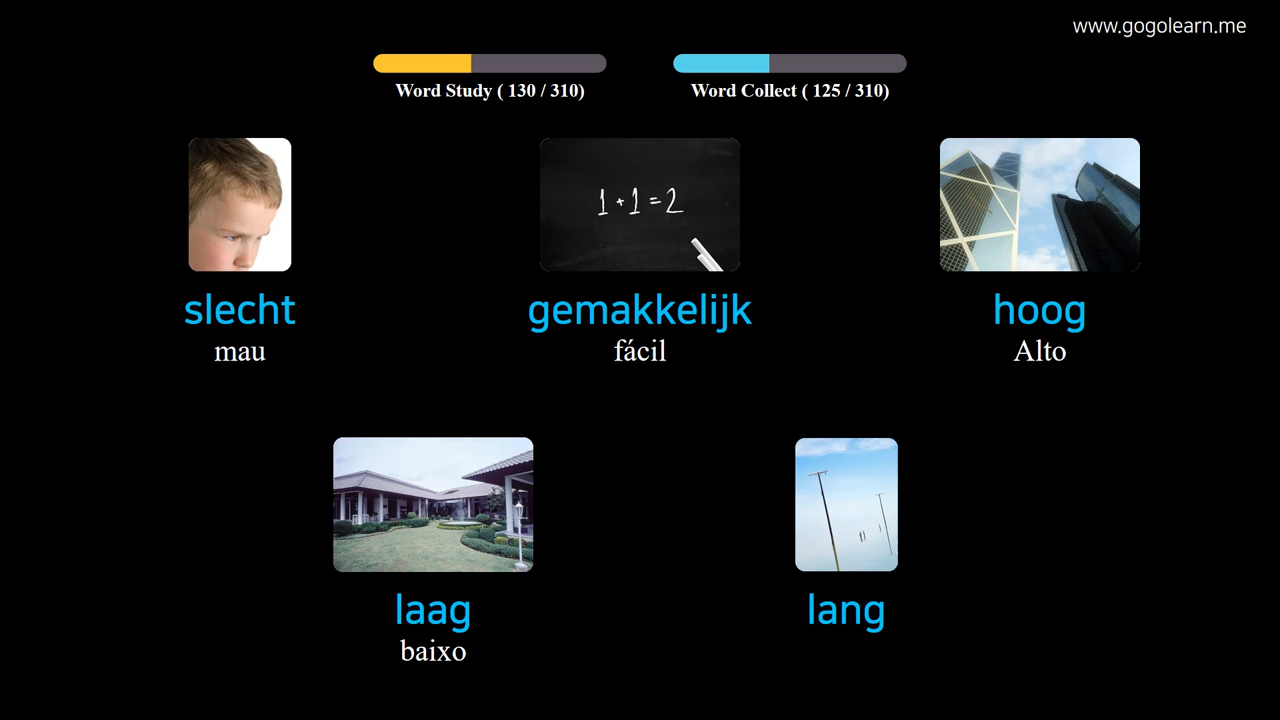 www.gogolearn.me
Word Study ( 130 / 310)
Word Collect ( 125 / 310)
1 + 1 = 2
slecht
mau
gemakkelijk
fácil
hoog
Alto
laag
baixo
lang